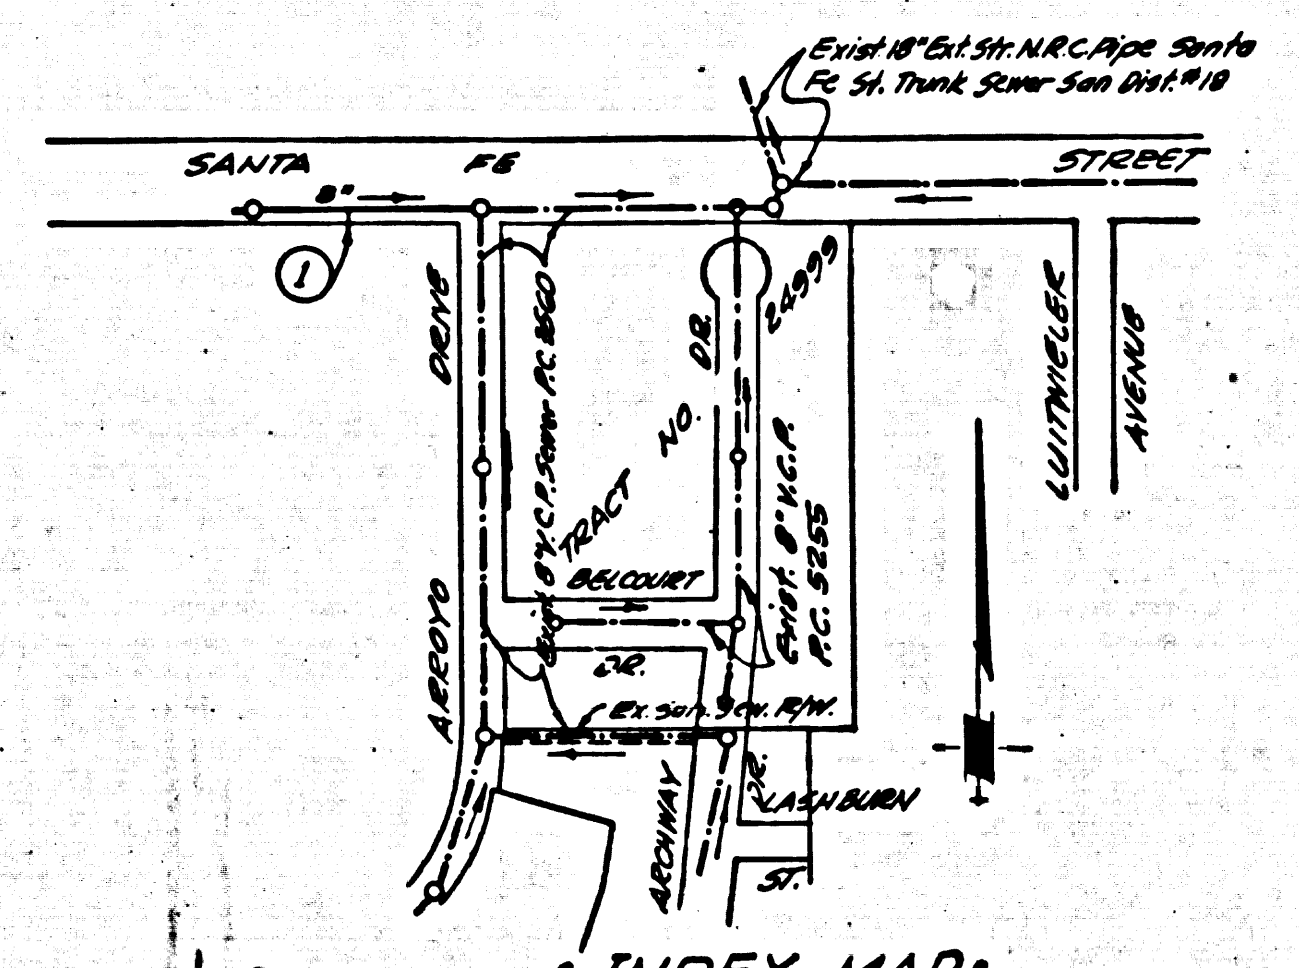 Exist 18" Ext. Str. N.R.C. Pipe Santa
Fe St. Trunk Sewer San Dist. #18
SANTA FE STREET
8"
1
DRIVE
ARROYO
Exist. 8" V.C.P. Sewer P.C. 8560
DR.
24999
NO.
TRACT
LUITWIELER
AVENUE
Exist. 8" V.C.P.
P.C. 5255
BELCOURT
DR.
Ex. san. sew. R/W.
ARCHWAY
DR.
LASHBURN
ST.
INDEX MAP